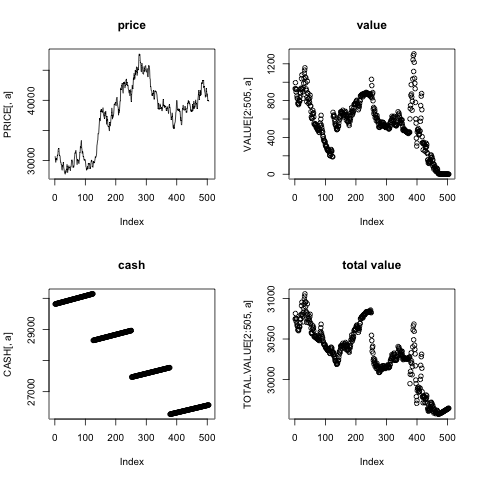 price
PRICE[, a]
30000
40000
0
100
200
300
400
500
Index
value
VALUE[2:505, a]
0
400
800
1200
0
100
200
300
400
500
Index
cash
CASH[, a]
27000
29000
0
100
200
300
400
500
Index
total value
TOTAL.VALUE[2:505, a]
30000
30500
31000
0
100
200
300
400
500
Index